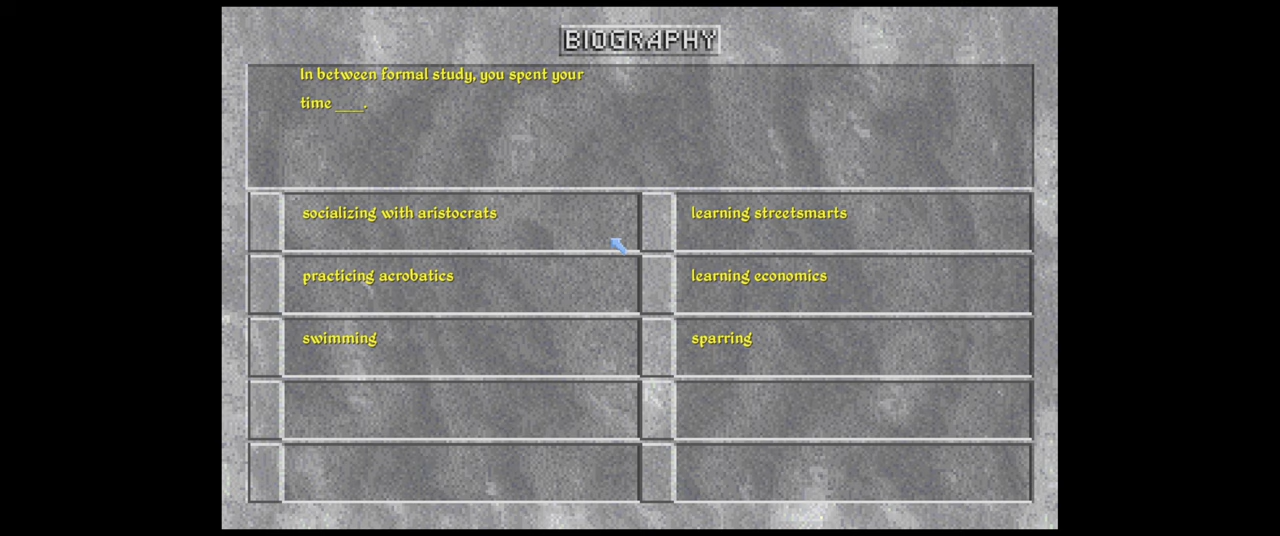 BIOGRAPHY
In between formal study, you spent your
time ___.
socializing with aristocrats
learning streetsmarts
practicing acrobatics
learning economics
swimming
sparring